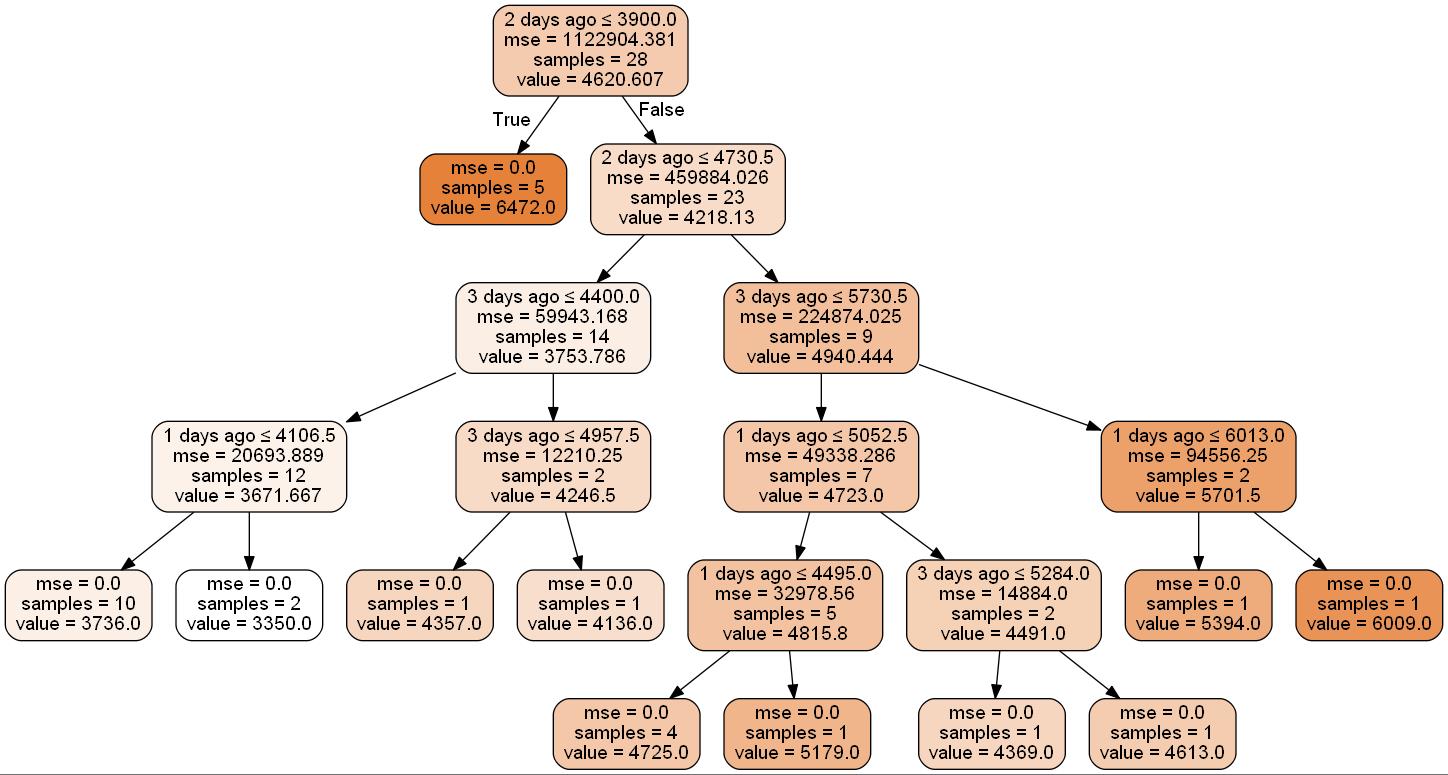 2 days ago ≤ 3900.0
mse = 1122904.381
samples = 28
value = 4620.607
True
False
mse = 0.0
samples = 5
value = 6472.0
2 days ago ≤ 4730.5
mse = 459884.026
samples = 23
value = 4218.13
3 days ago ≤ 4400.0
mse = 59943.168
samples = 14
value = 3753.786
3 days ago ≤ 5730.5
mse = 224874.025
samples = 9
value = 4940.444
1 days ago ≤ 4106.5
mse = 20693.889
samples = 12
value = 3671.667
3 days ago ≤ 4957.5
mse = 12210.25
samples = 2
value = 4246.5
1 days ago ≤ 5052.5
mse = 49338.286
samples = 7
value = 4723.0
1 days ago ≤ 6013.0
mse = 94556.25
samples = 2
value = 5701.5
mse = 0.0
samples = 10
value = 3736.0
mse = 0.0
samples = 2
value = 3350.0
mse = 0.0
samples = 1
value = 4357.0
mse = 0.0
samples = 1
value = 4136.0
1 days ago ≤ 4495.0
mse = 32978.56
samples = 5
value = 4815.8
3 days ago ≤ 5284.0
mse = 14884.0
samples = 2
value = 4491.0
mse = 0.0
samples = 1
value = 5394.0
mse = 0.0
samples = 1
value = 6009.0
mse = 0.0
samples = 4
value = 4725.0
mse = 0.0
samples = 1
value = 5179.0
mse = 0.0
samples = 1
value = 4369.0
mse = 0.0
samples = 1
value = 4613.0